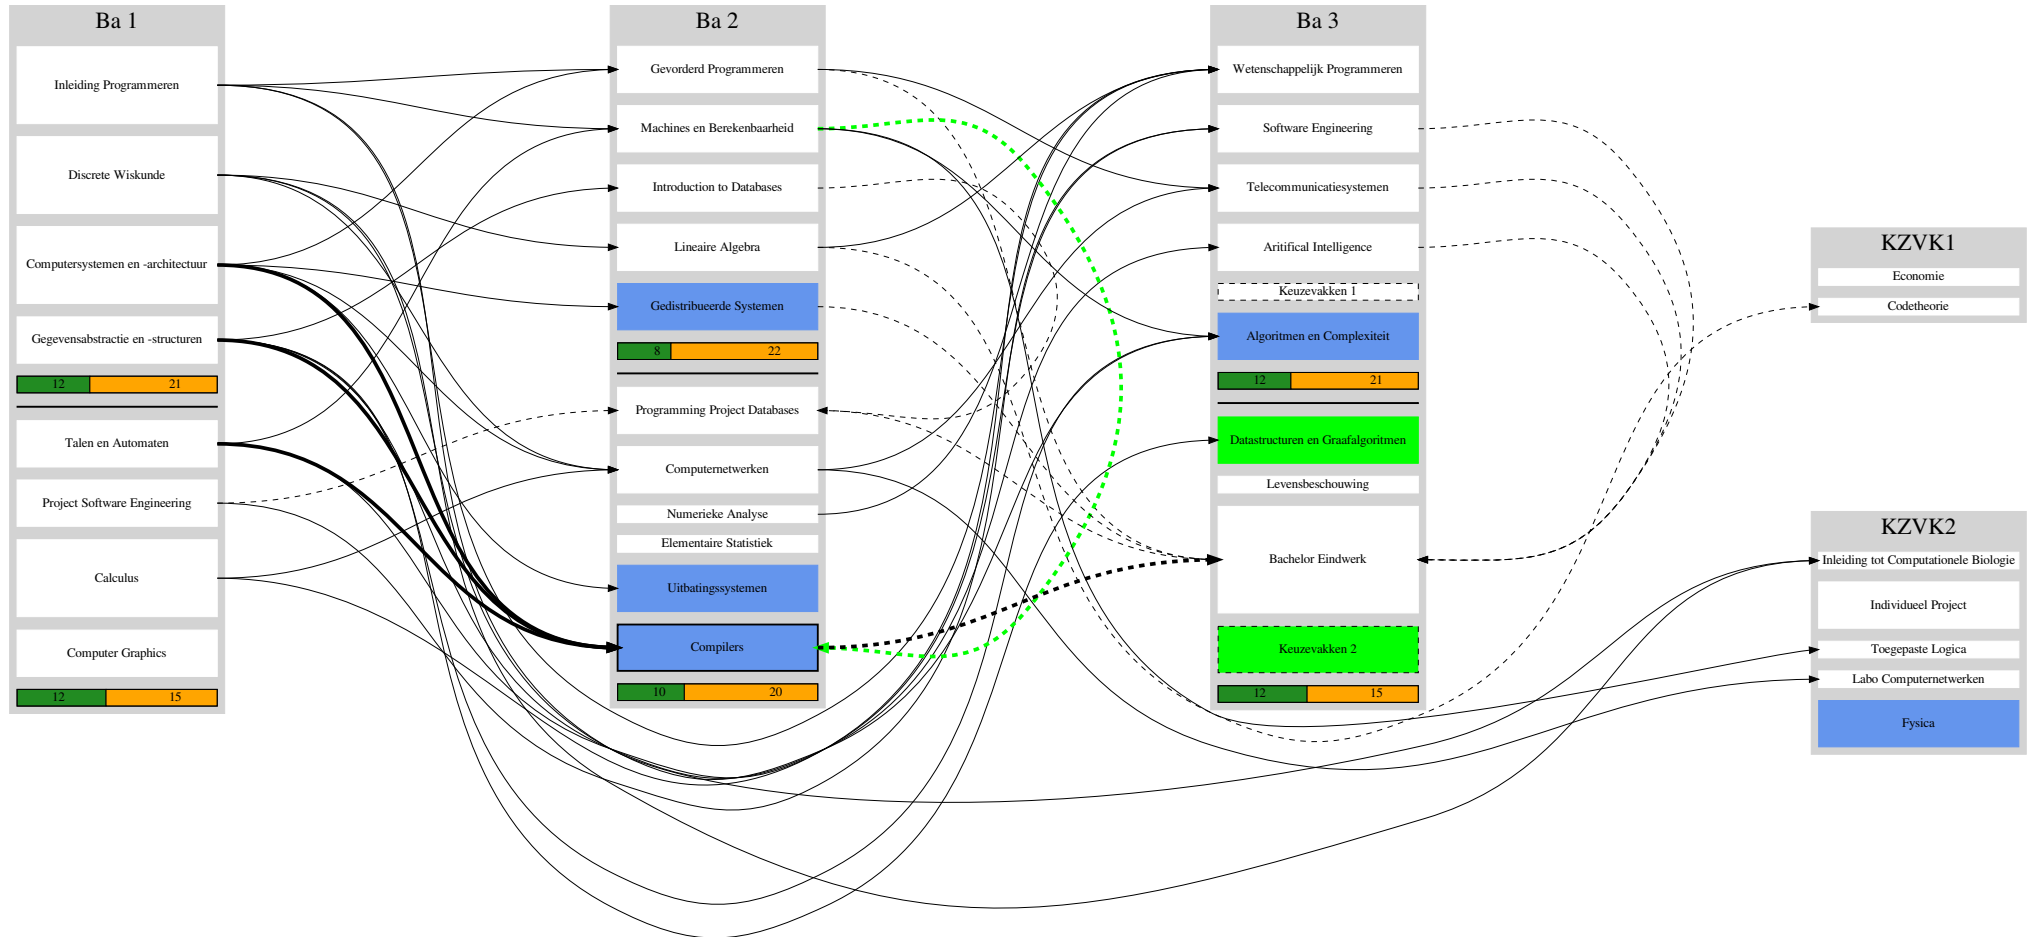 Ba 1
Inleiding Programmeren
Discrete Wiskunde
Computersystemen en -architectuur
Gegevensabstractie en -structuren
12 21
Talen en Automaten
Project Software Engineering
Calculus
Computer Graphics
12 15
Ba 2
Gevorderd Programmeren
Machines en Berekenbaarheid
Introduction to Databases
Lineaire Algebra
Gedistribueerde Systemen
8 22
Programming Project Databases
Computernetwerken
Numerieke Analyse
Elementaire Statistiek
Uitbatingssystemen
Compilers
10 20
Ba 3
Wetenschappelijk Programmeren
Software Engineering
Telecommunicatiesystemen
Aritifical Intelligence
Keuzevakken 1
Algoritmen en Complexiteit
12 21
Datastructuren en Graafalgoritmen
Levensbeschouwing
Bachelor Eindwerk
Keuzevakken 2
12 15
KZVK1
Economie
Codetheorie
KZVK2
Inleiding tot Computationele Biologie
Individueel Project
Toegepaste Logica
Labo Computernetwerken
Fysica